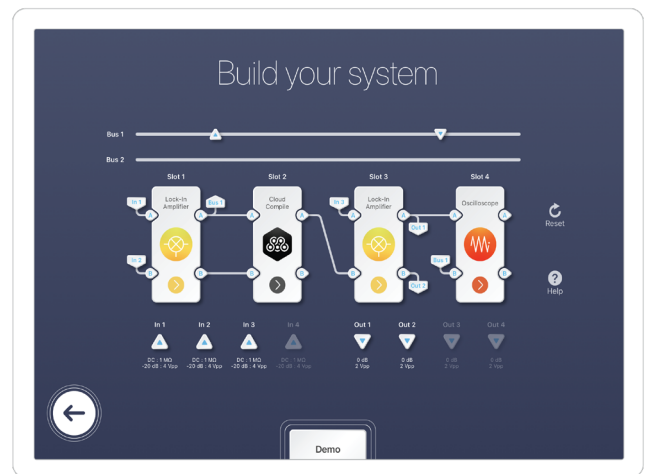 Build your system
Bus 1
Bus 2
Slot 1
Slot 2
Slot 3
Slot 4
In 1
Lock-In
Amplifier
Bus 1
Cloud
Compile
Lock-In
Amplifier
Out 1
Oscilloscope
A
A
A
A
A
A
A
A
In 2
Bus 1
B
B
B
B
B
B
B
B
Out 2
Reset
Help
In 1
In 2
In 3
In 4
Out 1
Out 2
Out 3
Out 4
DC : 1 MΩ
-20 dB : 4 Vpp
DC : 1 MΩ
-20 dB : 4 Vpp
DC : 1 MΩ
-20 dB : 4 Vpp
DC : 1 MΩ
-20 dB : 4 Vpp
0 dB
2 Vpp
0 dB
2 Vpp
0 dB
2 Vpp
0 dB
2 Vpp
Demo